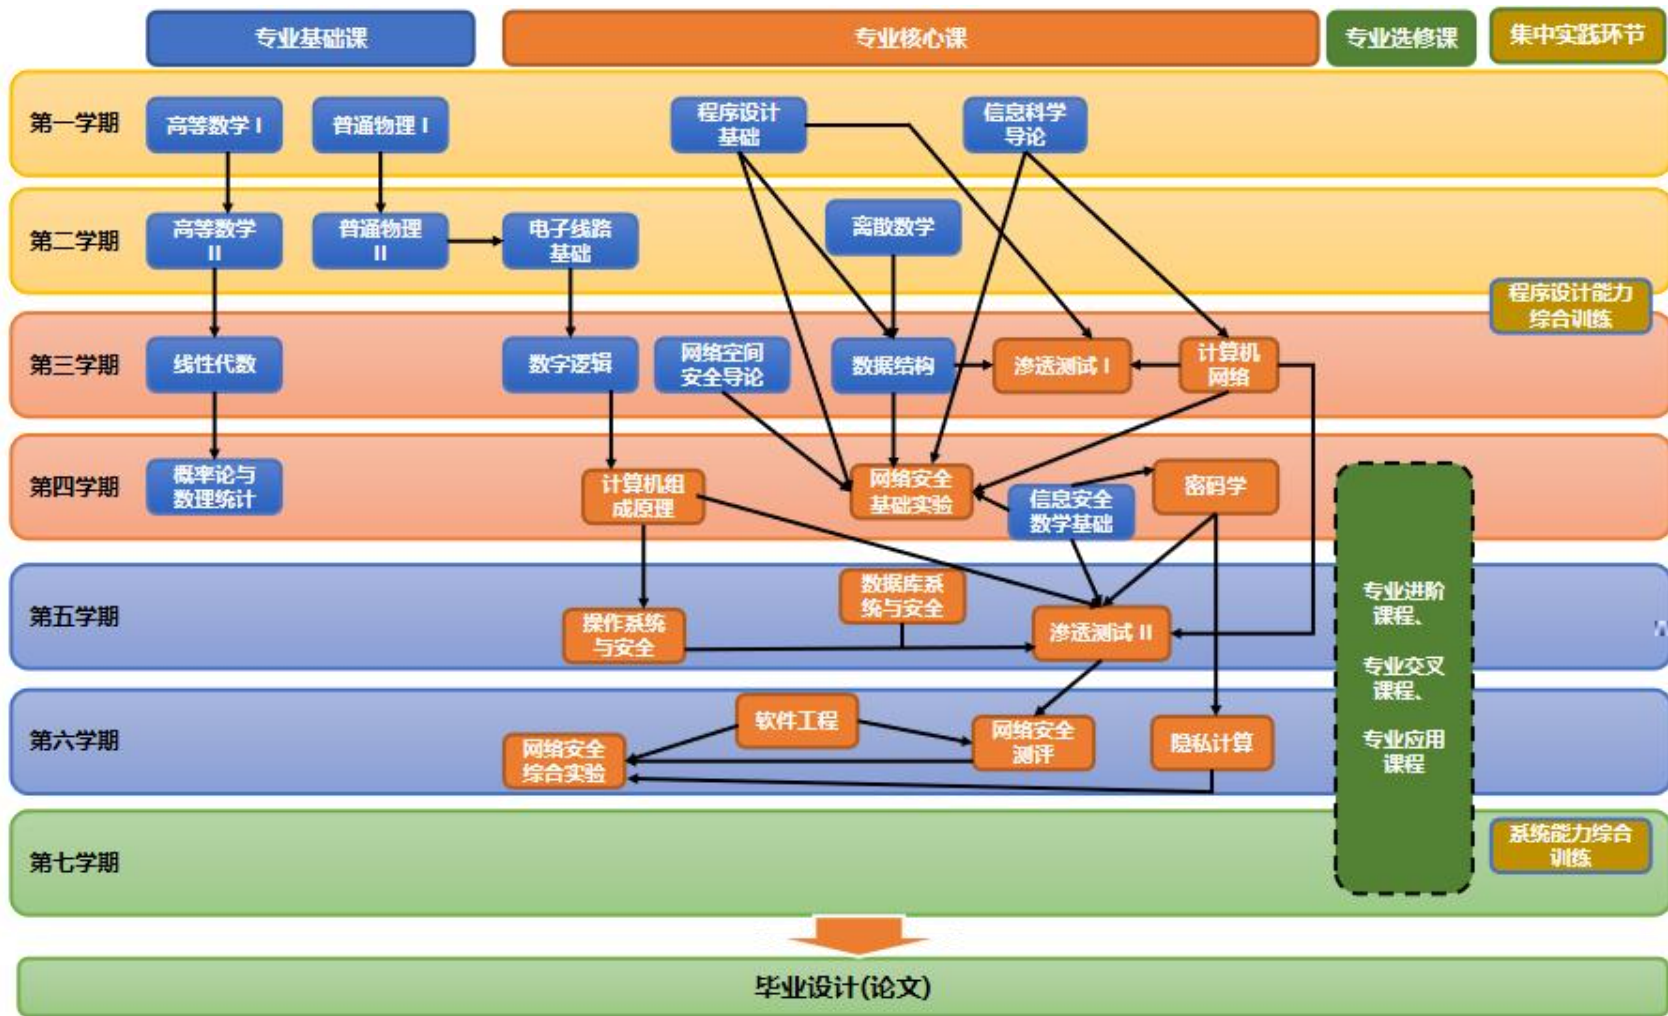 专业基础课
专业核心课
专业选修课
集中实践环节
第一学期
高等数学 I
普通物理 I
程序设计
基础
信息科学
导论
第二学期
高等数学
II
普通物理
II
电子线路
基础
离散数学
程序设计能力
综合训练
第三学期
线性代数
数字逻辑
网络空间
安全导论
数据结构
渗透测试 I
计算机
网络
第四学期
概率论与
数理统计
计算机组
成原理
网络安全
基础实验
信息安全
数学基础
密码学
第五学期
操作系统
与安全
数据库系
统与安全
渗透测试 II
专业进阶
课程、
专业交叉
课程、
专业应用
课程
第六学期
网络安全
综合实验
软件工程
网络安全
测评
隐私计算
第七学期
系统能力综合
训练
毕业设计(论文)